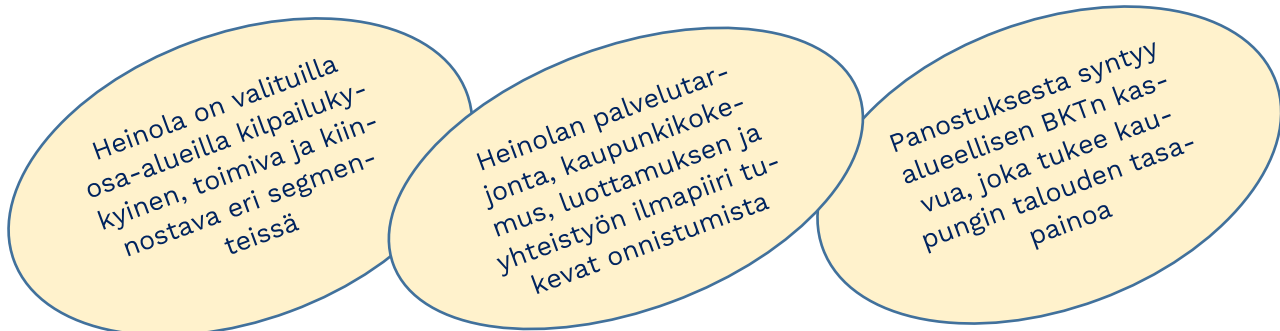 Heinola on valituilla
osa-alueilla kilpailuky-
kyinen, toimiva ja kiin-
nostava eri segmen-
teissä
Heinolan palvelutar-
jonta, kaupunkikoke-
mus, luottamuksen ja
yhteistyön ilmapiiri tu-
kevat onnistumista
Panostuksesta syntyy
alueellisen BKTn kas-
vua, joka tukee kau-
pungin talouden tasa-
painoa